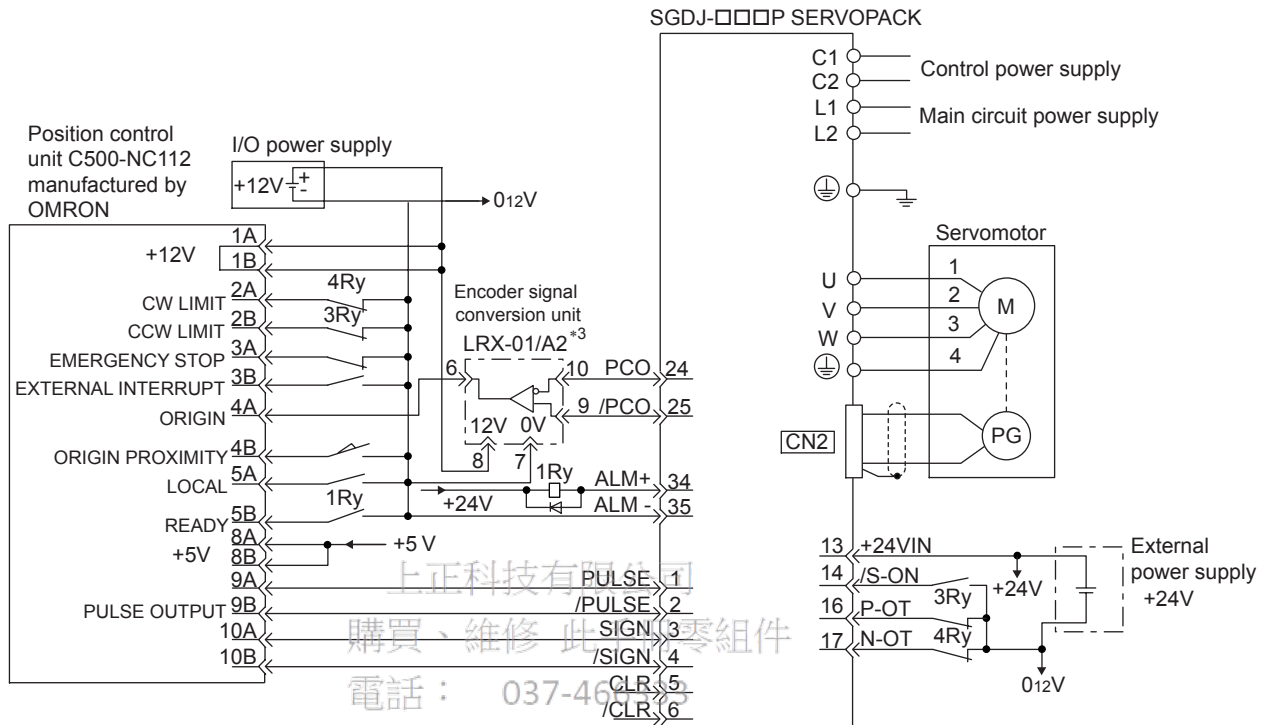 SGDJ-□□□P SERVOPACK
C1
C2
Control power supply
L1
L2
Main circuit power supply
Position control
unit C500-NC112
manufactured by
OMRON
I/O power supply
+12V
+
-
012V
1A
1B
+12V
2A
CW LIMIT
4Ry
2B
CCW LIMIT
3Ry
3A
EMERGENCY STOP
3B
EXTERNAL INTERRUPT
4A
ORIGIN
4B
ORIGIN PROXIMITY
5A
LOCAL
1Ry
5B
READY
8A
8B
+5V
+5 V
9A
9B
PULSE OUTPUT
10A
10B
Encoder signal
conversion unit
LRX-01/A2*3
6
10
9
12V
0V
8
7
PCO
24
/PCO
25
1Ry
+24V
ALM+
34
ALM -
35
PULSE
1
/PULSE
2
SIGN
3
/SIGN
4
CLR
5
/CLR
6
Servomotor
U
1
V
2
W
3
4
M
PG
CN2
13
+24VIN
14
/S-ON
16
P-OT
17
N-OT
3Ry
4Ry
+24V
012V
External
power supply
+24V
上正科技有限公司
購買、維修 此手冊零組件
電話： 037-466333